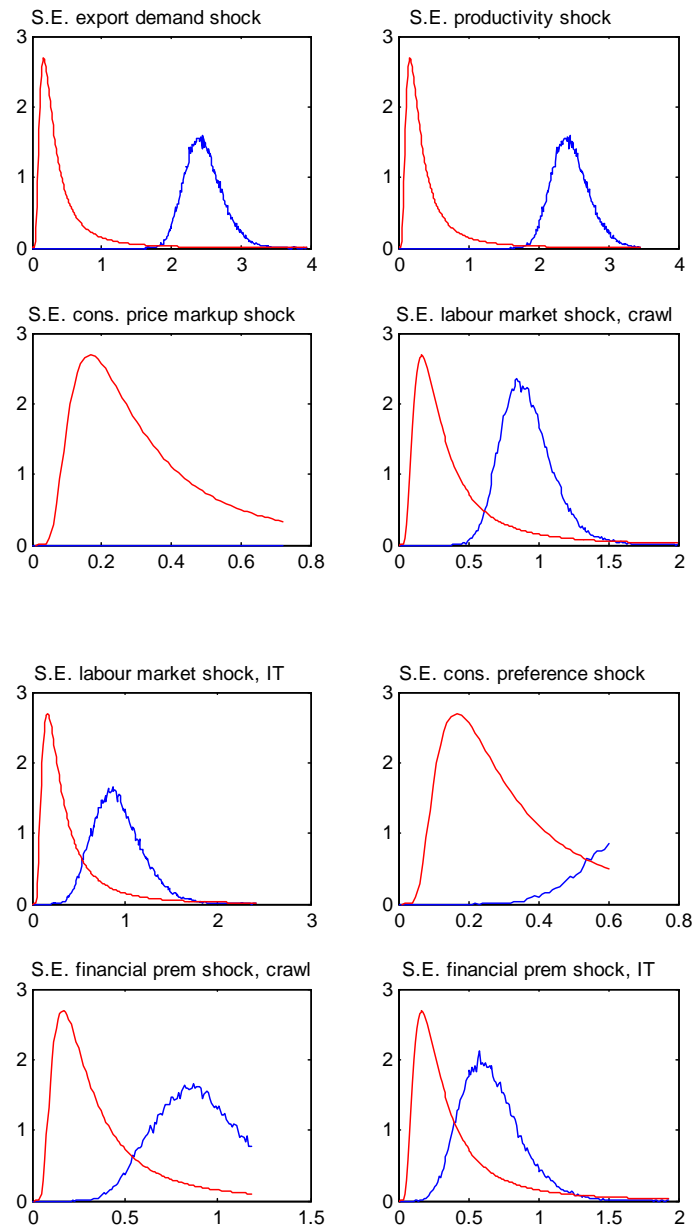 S.E. export demand shock
S.E. productivity shock
3
2
1
0
0 1 2 3 4
3
2
1
0
0 1 2 3 4
S.E. cons. price markup shock
S.E. labour market shock, crawl
3
2
1
0
0 0.2 0.4 0.6 0.8
3
2
1
0
0 0.5 1 1.5 2
S.E. labour market shock, IT
S.E. cons. preference shock
3
2
1
0
0 1 2 3
3
2
1
0
0 0.2 0.4 0.6 0.8
S.E. financial prem shock, crawl
S.E. financial prem shock, IT
3
2
1
0
0 0.5 1 1.5
3
2
1
0
0 0.5 1 1.5 2